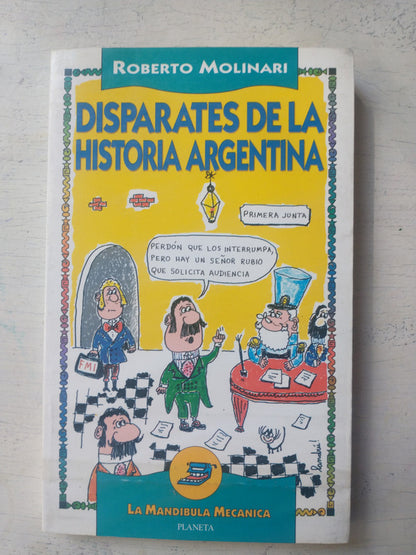 ROBERTO MOLINARI
DISPARATES DE LA
HISTORIA ARGENTINA
PRIMERA JUNTA
PERDÓN QUE LOS INTERRUMPA,
PERO HAY UN SEÑOR RUBIO
QUE SOLICITA AUDIENCIA
FMI
LA MANDIBULA MECANICA
PLANETA